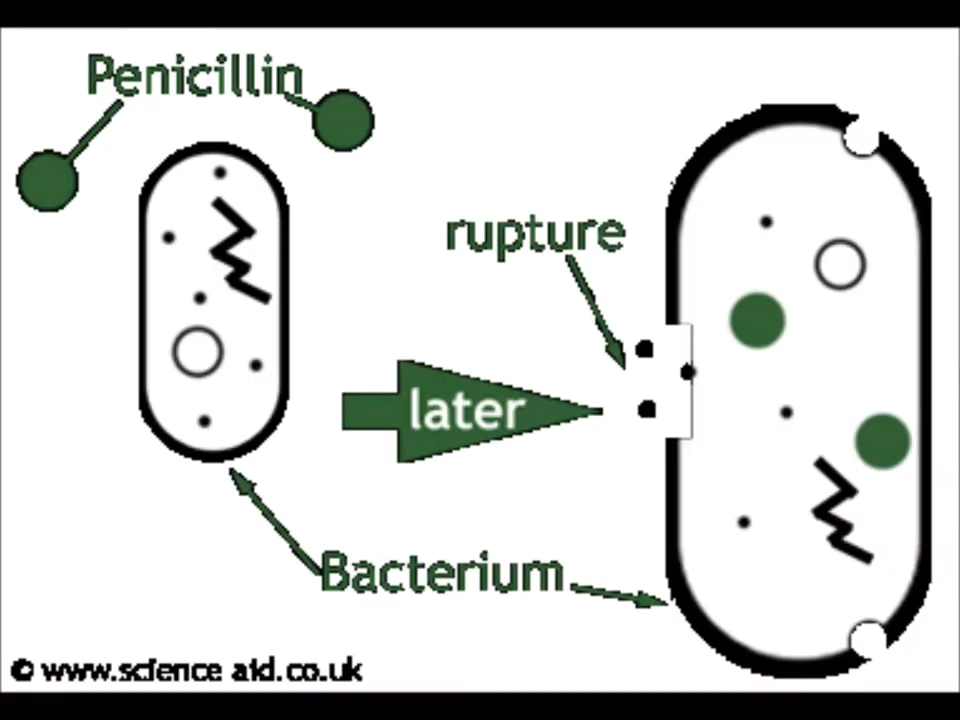 Penicillin
rupture
later
Bacterium
© www.science aid.co.uk